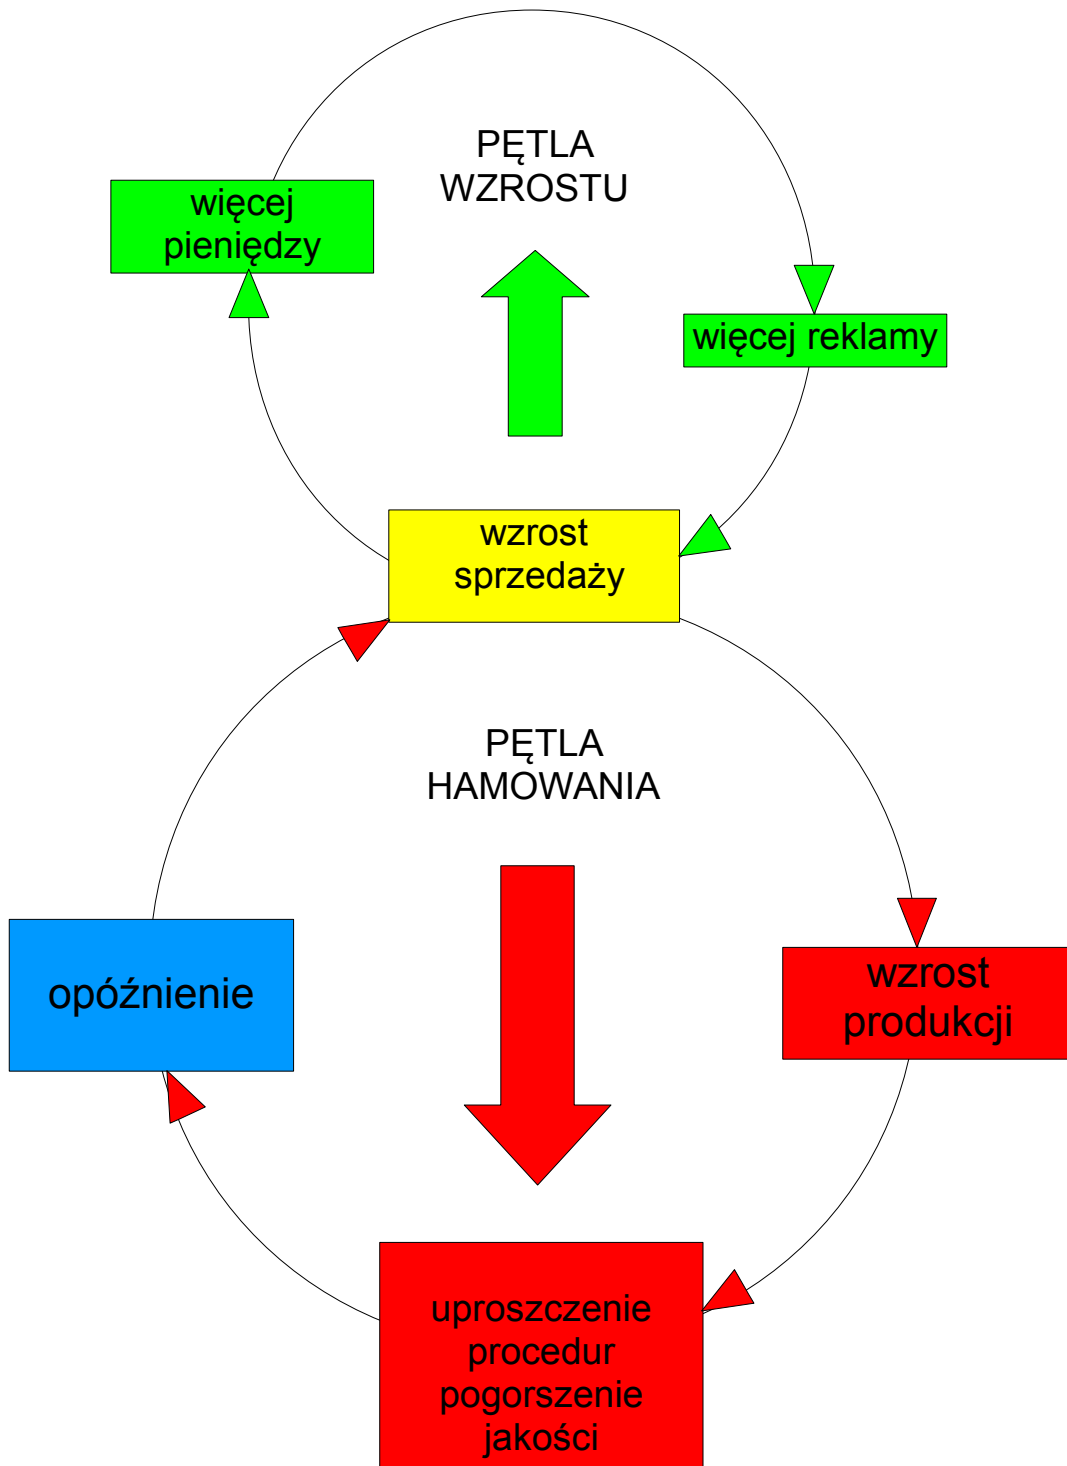 PĘTLA
WZROSTU
więcej
pieniędzy
więcej reklamy
wzrost
sprzedaży
PĘTLA
HAMOWANIA
opóźnienie
wzrost
produkcji
uproszczenie
procedur
pogorszenie
jakości